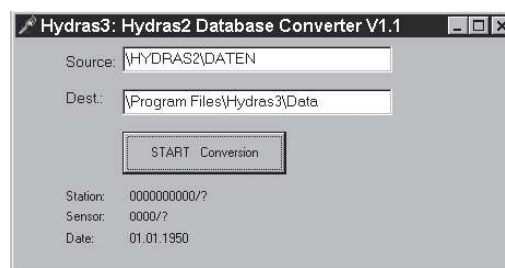 Hydras3: Hydras2 Database Converter V1.1
Source: \HYDRAS2\DATEN
Dest.: \Program Files\Hydras3\Data
START Conversion
Station: 0000000000/?
Sensor: 0000/?
Date: 01.01.1950